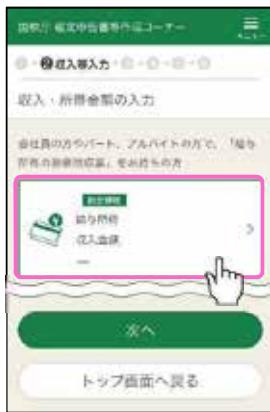 国税庁 確定申告書等作成コーナー
メニュー
❷収入等入力
収入・所得金額の入力
会社員の方やパート、アルバイトの方で、「給与
所得の源泉徴収票」をお持ちの方
給与所得
収入金額
―
次へ
トップ画面へ戻る